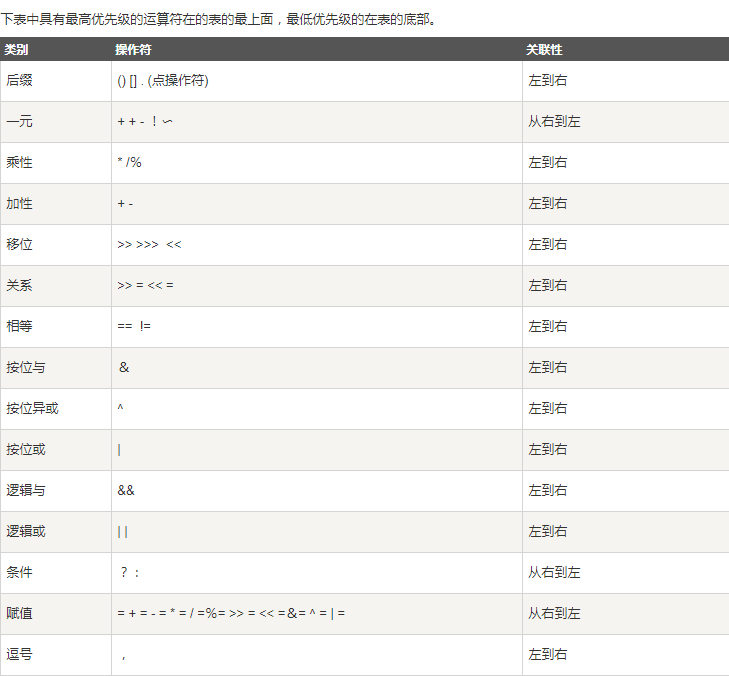 下表中具有最高优先级的运算符在的表的最上面，最低优先级的在表的底部。
类别 操作符 关联性
后缀 () [] . (点操作符) 左到右
一元 + + - ！〜 从右到左
乘性 * /% 左到右
加性 + - 左到右
移位 >> >>> << 左到右
关系 >> = << = 左到右
相等 == != 左到右
按位与 ＆ 左到右
按位异或 ^ 左到右
按位或 | 左到右
逻辑与 && 左到右
逻辑或 | | 左到右
条件 ？： 从右到左
赋值 = + = - = * = / =％= >> = << =＆= ^ = | = 从右到左
逗号 ， 左到右